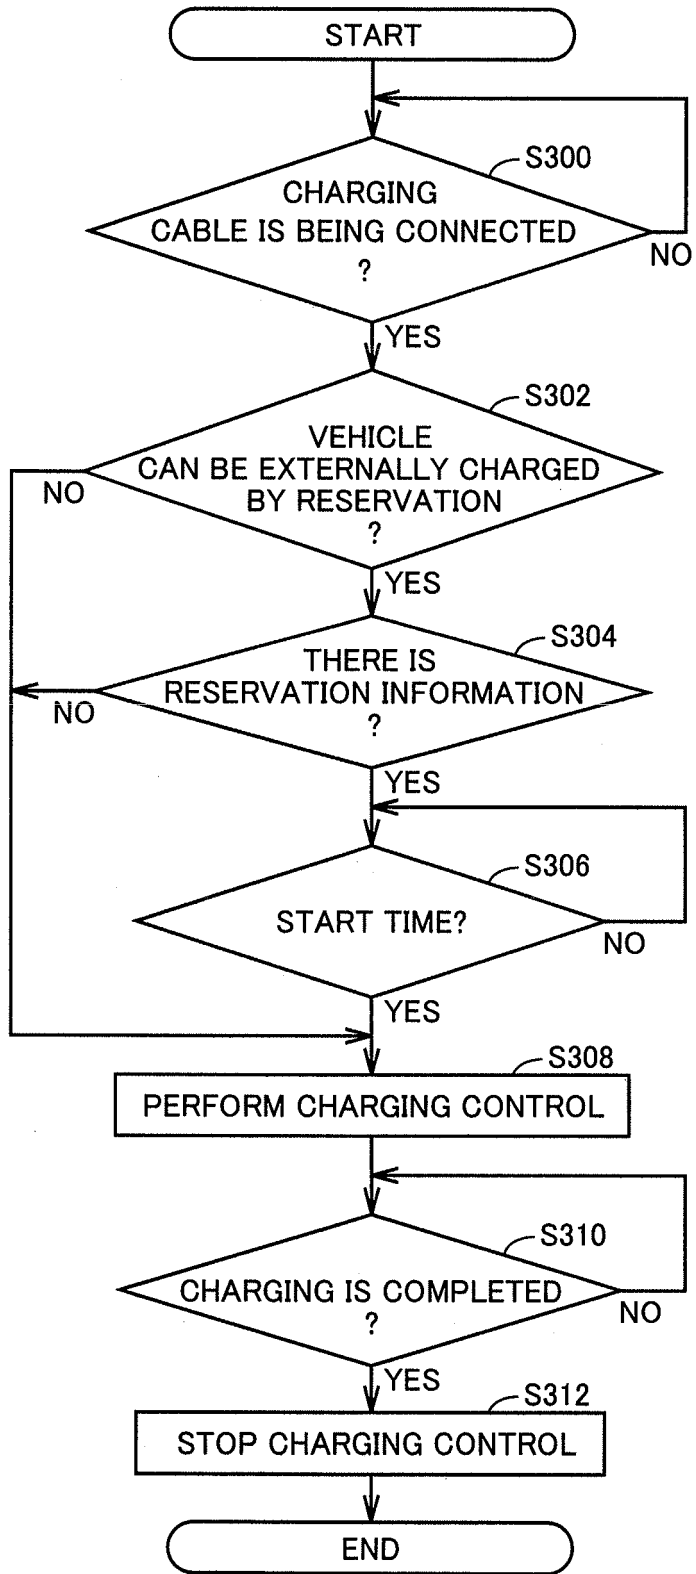 START
S300
CHARGING
CABLE IS BEING CONNECTED
?
NO
YES
S302
VEHICLE
CAN BE EXTERNALLY CHARGED
BY RESERVATION
?
NO
YES
S304
THERE IS
RESERVATION INFORMATION
?
NO
YES
S306
START TIME?
NO
YES
S308
PERFORM CHARGING CONTROL
S310
CHARGING IS COMPLETED
?
NO
YES
S312
STOP CHARGING CONTROL
END